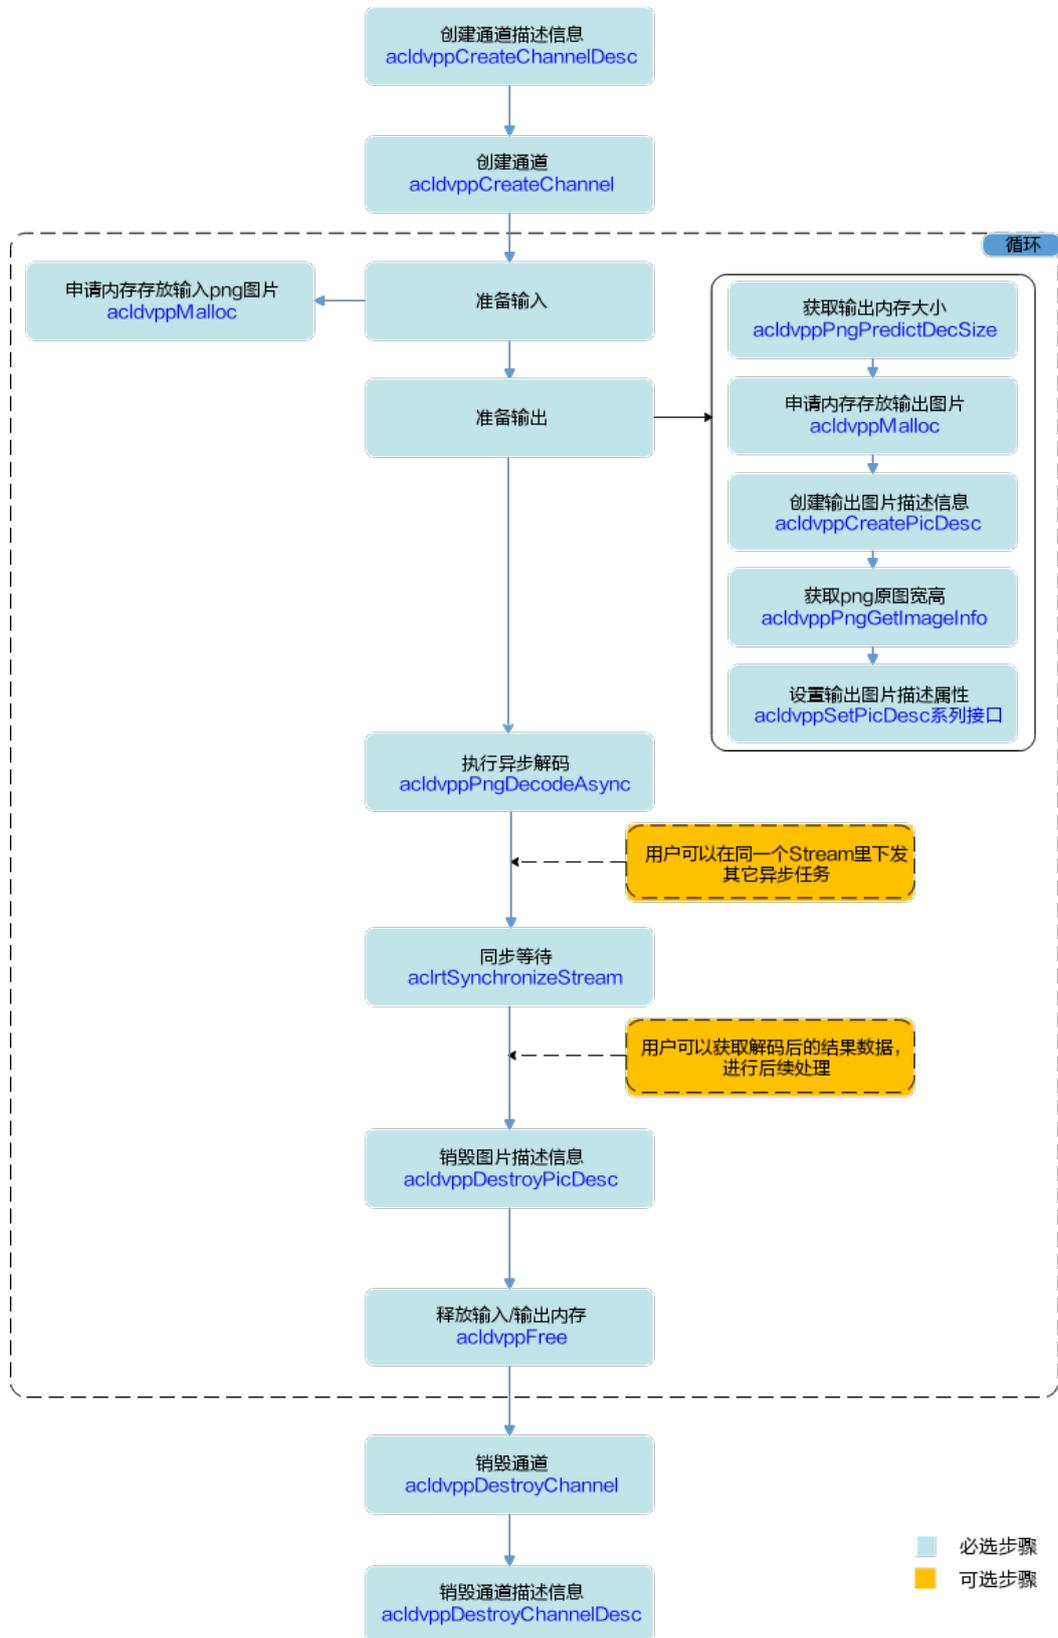 创建通道描述信息
acldvppCreateChannelDesc
创建通道
acldvppCreateChannel
循环
申请内存存放输入png图片
acldvppMalloc
准备输入
获取输出内存大小
acldvppPngPredictDecSize
准备输出
申请内存存放输出图片
acldvppMalloc
创建输出图片描述信息
acldvppCreatePicDesc
获取png原图宽高
acldvppPngGetImageInfo
设置输出图片描述属性
acldvppSetPicDesc系列接口
执行异步解码
acldvppPngDecodeAsync
用户可以在同一个Stream里下发
其它异步任务
同步等待
aclrtSynchronizeStream
用户可以获取解码后的结果数据，
进行后续处理
销毁图片描述信息
acldvppDestroyPicDesc
释放输入/输出内存
acldvppFree
销毁通道
acldvppDestroyChannel
必选步骤
可选步骤
销毁通道描述信息
acldvppDestroyChannelDesc